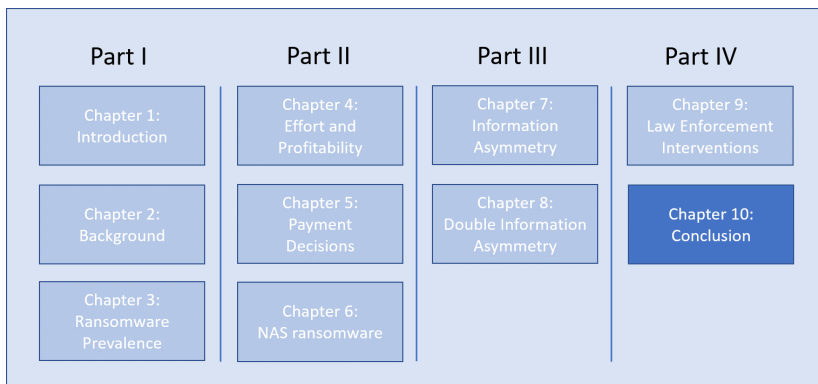 Part I
Chapter 1:
Introduction
Chapter 2:
Background
Chapter 3:
Ransomware
Prevalence
Part II
Chapter 4:
Effort and
Profitability
Chapter 5:
Payment
Decisions
Chapter 6:
NAS ransomware
Part III
Chapter 7:
Information
Asymmetry
Chapter 8:
Double Information
Asymmetry
Part IV
Chapter 9:
Law Enforcement
Interventions
Chapter 10:
Conclusion